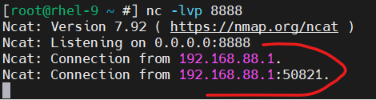 [root@rhel-9 ~ #] nc -lvp 8888
Ncat: Version 7.92 ( https://nmap.org/ncat )
Ncat: Listening on 0.0.0.0:8888
Ncat: Connection from 192.168.88.1.
Ncat: Connection from 192.168.88.1:50821.